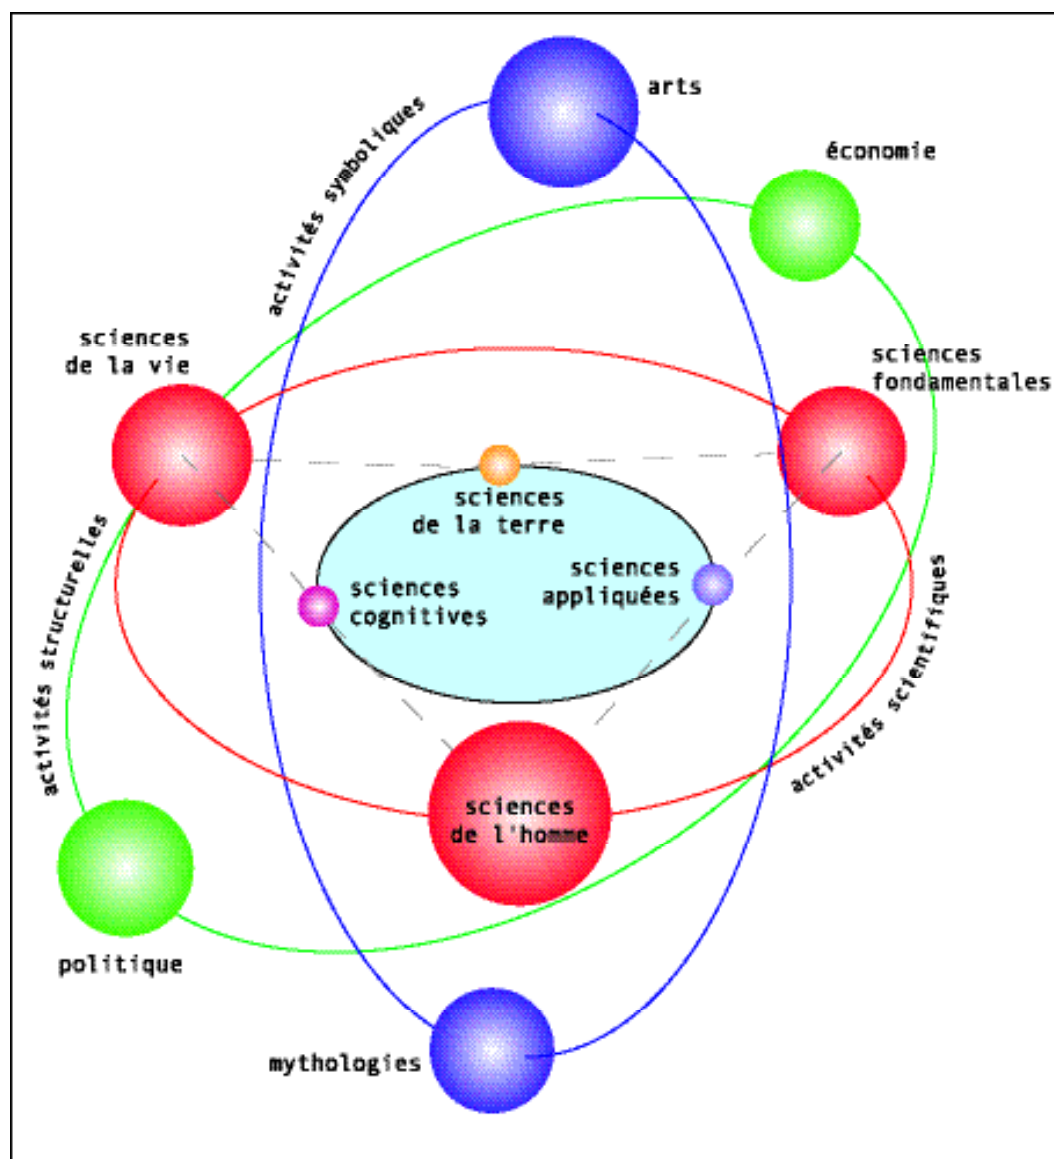 arts
activités symboliques
économie
sciences
de la vie
sciences
fondamentales
sciences
de la terre
sciences
cognitives
sciences
appliquées
activités structurelles
activités scientifiques
sciences
de l'homme
politique
mythologies